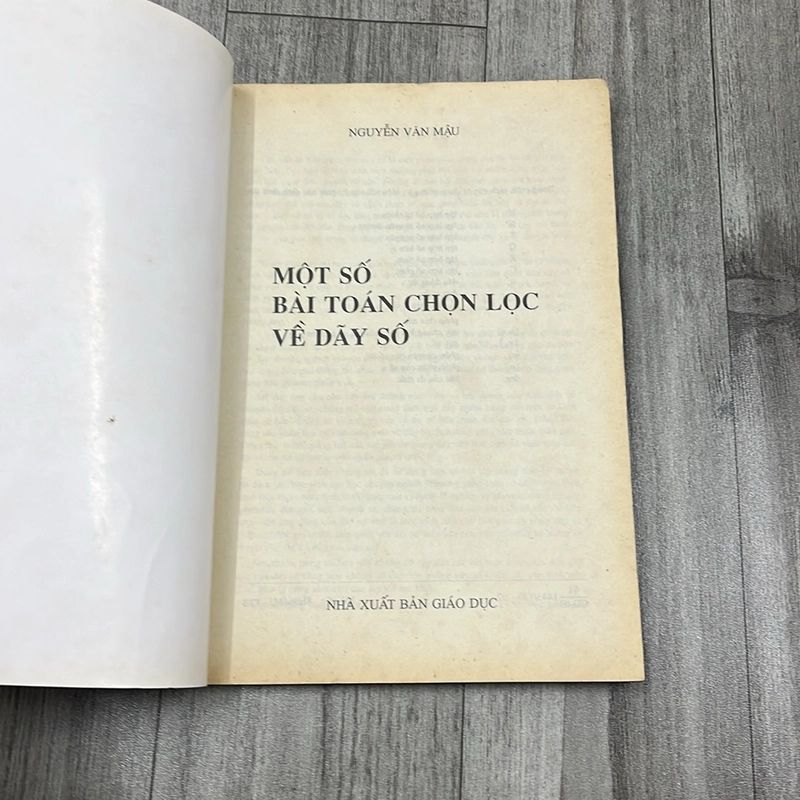 NGUYỄN VĂN MẬU
MỘT SỐ
BÀI TOÁN CHỌN LỌC
VỀ DÃY SỐ
NHÀ XUẤT BẢN GIÁO DỤC